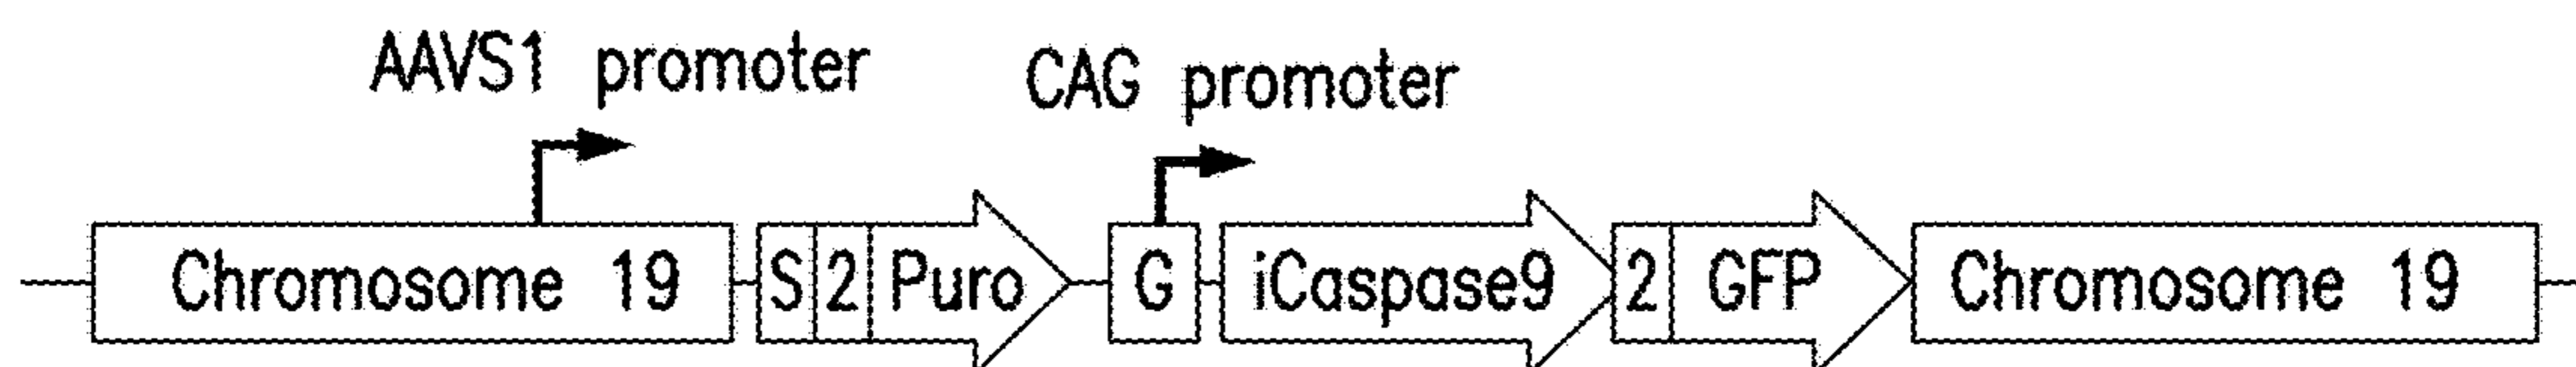 AAVS1 promoter
CAG promoter
Chromosome 19 S 2 Puro G iCaspase9 2 GFP Chromosome 19